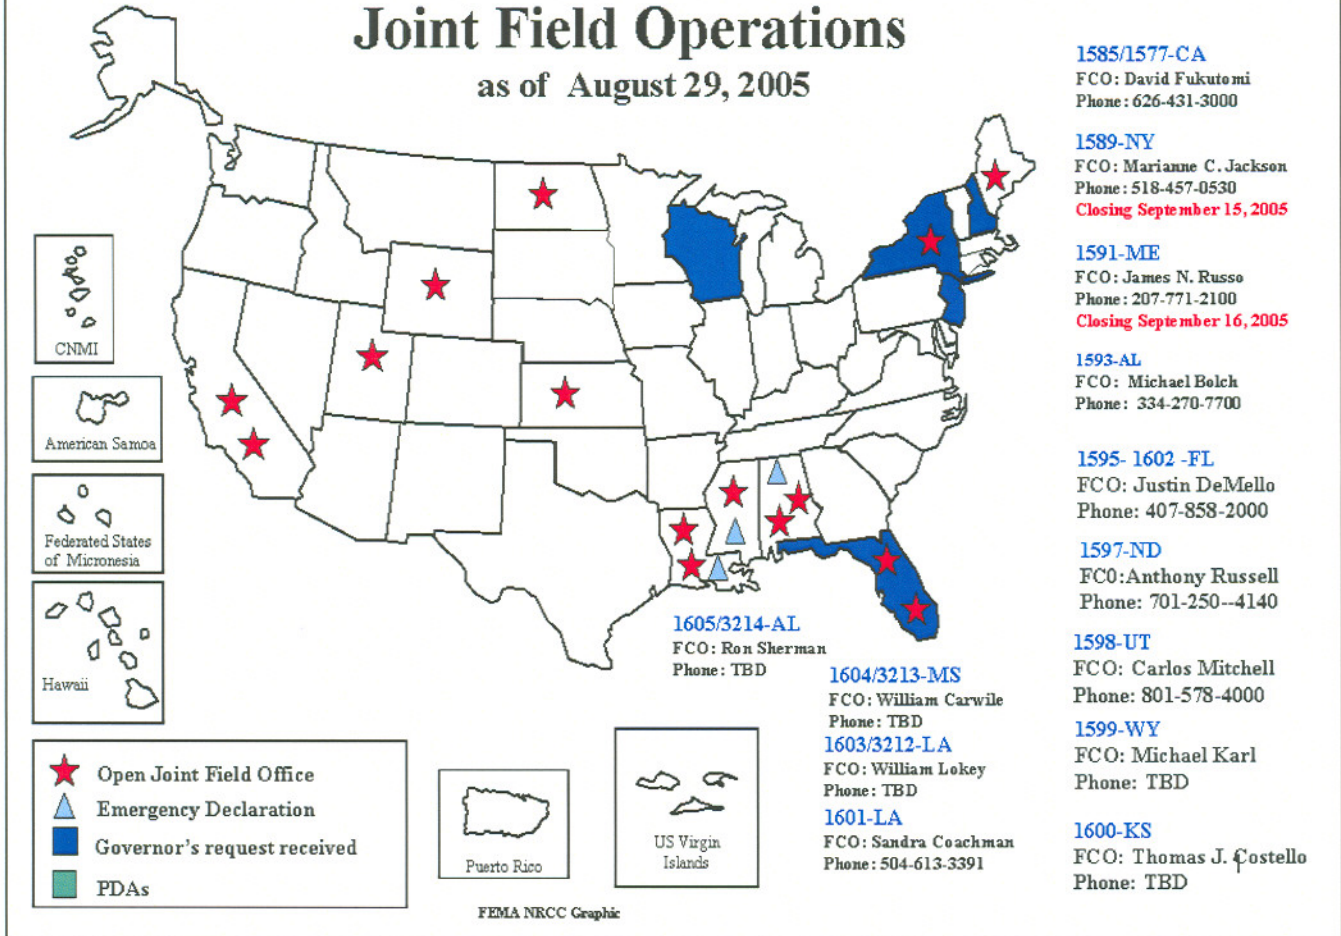 Joint Field Operations
as of August 29, 2005
1585/1577-CA
FCO: David Fukutomi
Phone: 626-431-3000
1589-NY
FCO: Marianne C. Jackson
Phone: 518-457-0530
Closing September 15, 2005
1591-ME
FCO: James N. Russo
Phone: 207-771-2100
Closing September 16, 2005
1593-AL
FCO: Michael Bolch
Phone: 334-270-7700
1595- 1602 -FL
FCO: Justin DeMello
Phone: 407-858-2000
1597-ND
FC0:Anthony Russell
Phone: 701-250--4140
1598-UT
FCO: Carlos Mitchell
Phone: 801-578-4000
1599-WY
FCO: Michael Karl
Phone: TBD
1600-KS
FCO: Thomas J. Costello
Phone: TBD
1605/3214-AL
FCO: Ron Sherman
Phone: TBD
1604/3213-MS
FCO: William Carwile
Phone: TBD
1603/3212-LA
FCO: William Lokey
Phone: TBD
1601-LA
FCO: Sandra Coachman
Phone: 504-613-3391
CNMI
American Samoa
Federated States
of Micronesia
Hawaii
Open Joint Field Office
Emergency Declaration
Governor's request received
PDAs
Puerto Rico
US Virgin
Islands
FEMA NRCC Graphic